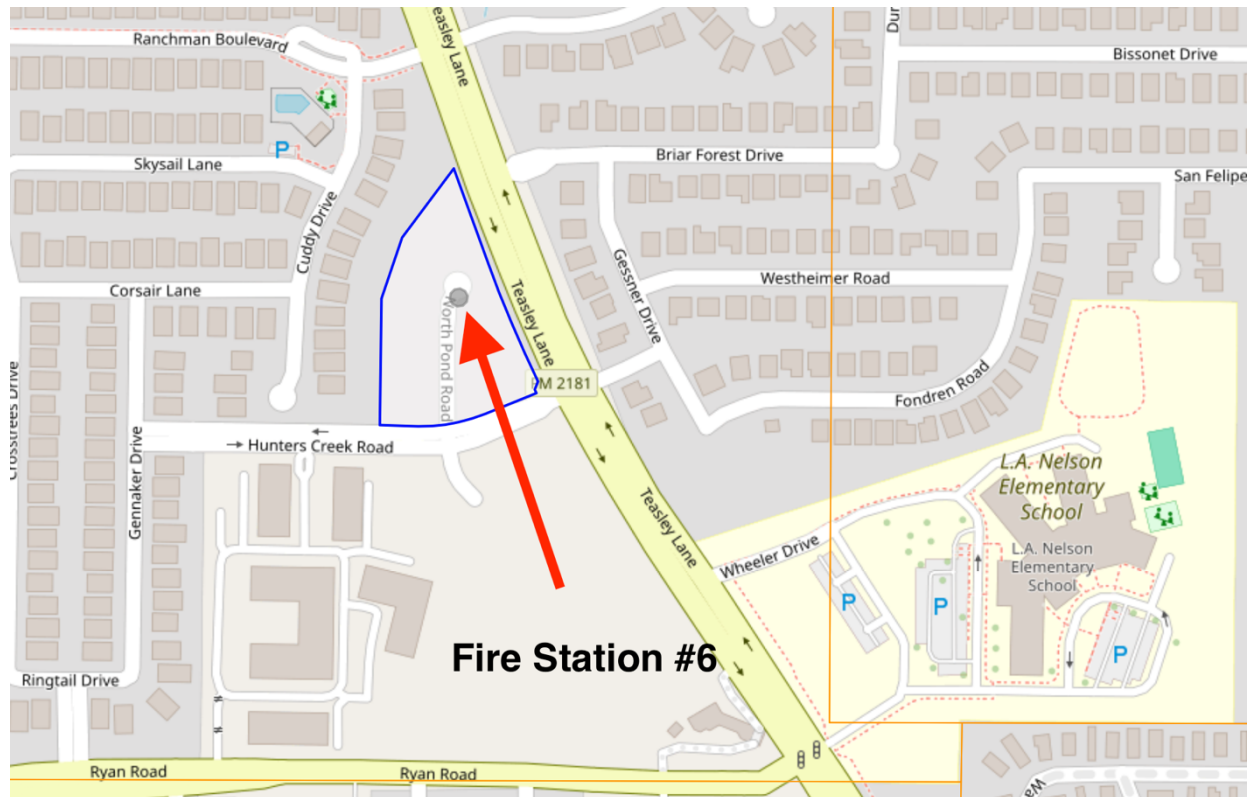 Ranchman Boulevard
Teasley Lane
Bissonet Drive
Skysail Lane
P
Briar Forest Drive
San Felipe
Cuddy Drive
Corsair Lane
Gessner Drive
Westheimer Road
Teasley Lane
North Pond Road
FM 2181
Fondren Road
Crosstrees Drive
Gennaker Drive
Hunters Creek Road
L.A. Nelson
Elementary
School
Teasley Lane
L.A. Nelson
Elementary
School
Wheeler Drive
P
P
P
Fire Station #6
Ringtail Drive
Ryan Road
Ryan Road